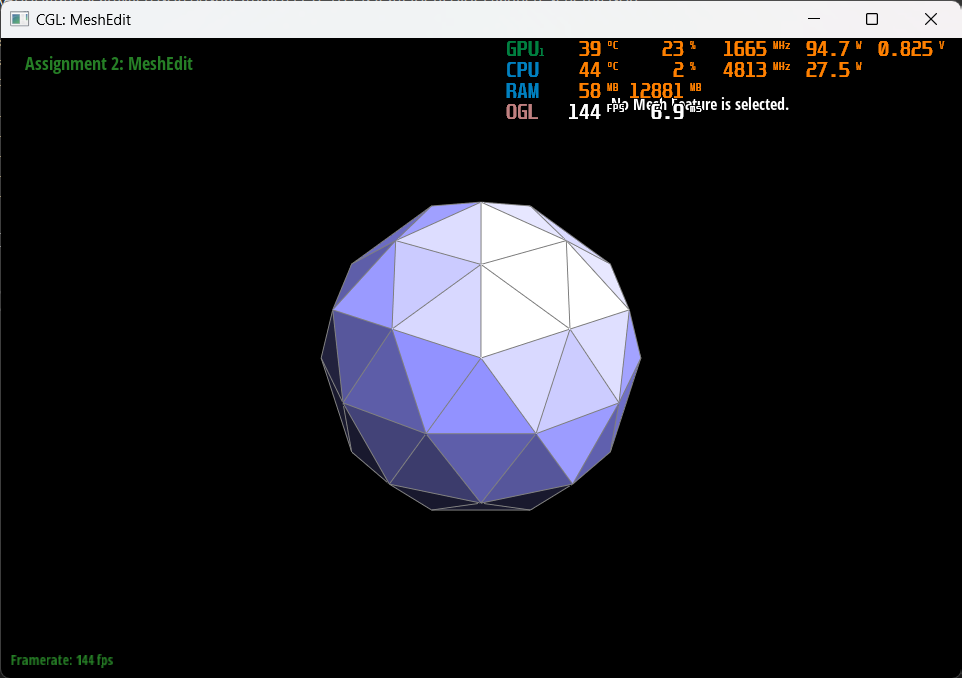 CGL: MeshEdit
Assignment 2: MeshEdit
GPU1 39 °C 23 % 1665 MHz 94.7 W 0.825 V
CPU 44 °C 2 % 4813 MHz 27.5 W
RAM 58 MB 12881 MB
No Mesh Feature is selected.
OGL 144 FPS 6.9 ms
Framerate: 144 fps